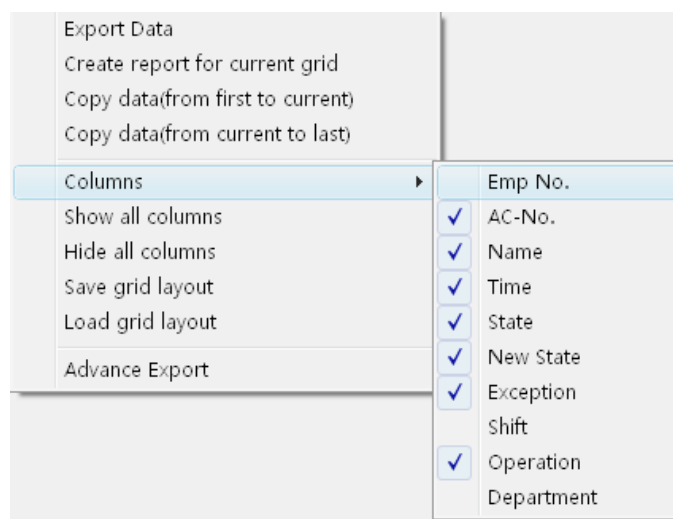 Export Data
Create report for current grid
Copy data(from first to current)
Copy data(from current to last)
Columns
Show all columns
Hide all columns
Save grid layout
Load grid layout
Advance Export
Emp No.
AC-No.
Name
Time
State
New State
Exception
Shift
Operation
Department